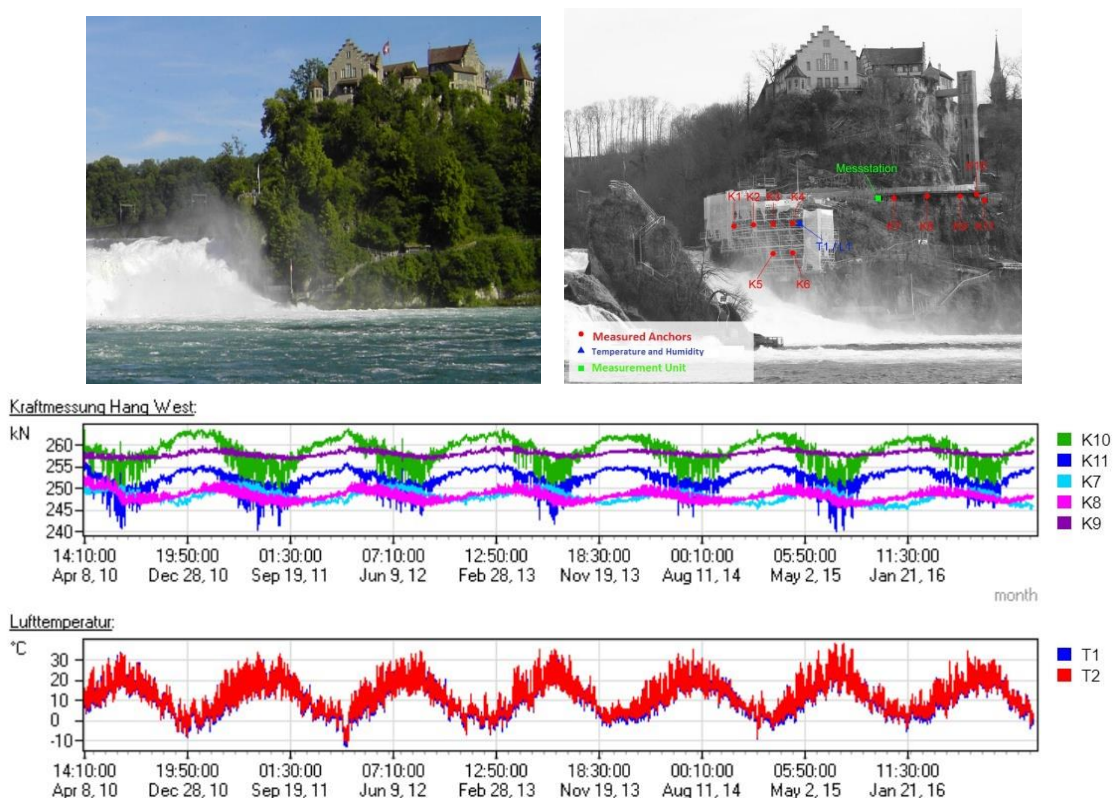 Messstation
K1 K2 K3 K4
T1 / L1
K5 K6
Measured Anchors
Temperature and Humidity
Measurement Unit
Kraftmessung Hang West:
kN
260
255
250
245
240
14:10:00 19:50:00 01:30:00 07:10:00 12:50:00 18:30:00 00:10:00 05:50:00 11:30:00
Apr 8, 10 Dec 28, 10 Sep 19, 11 Jun 9, 12 Feb 28, 13 Nov 19, 13 Aug 11, 14 May 2, 15 Jan 21, 16
month
K10
K11
K7
K8
K9
Lufttemperatur:
°C
30
20
10
0
-10
14:10:00 19:50:00 01:30:00 07:10:00 12:50:00 18:30:00 00:10:00 05:50:00 11:30:00
Apr 8, 10 Dec 28, 10 Sep 19, 11 Jun 9, 12 Feb 28, 13 Nov 19, 13 Aug 11, 14 May 2, 15 Jan 21, 16
T1
T2